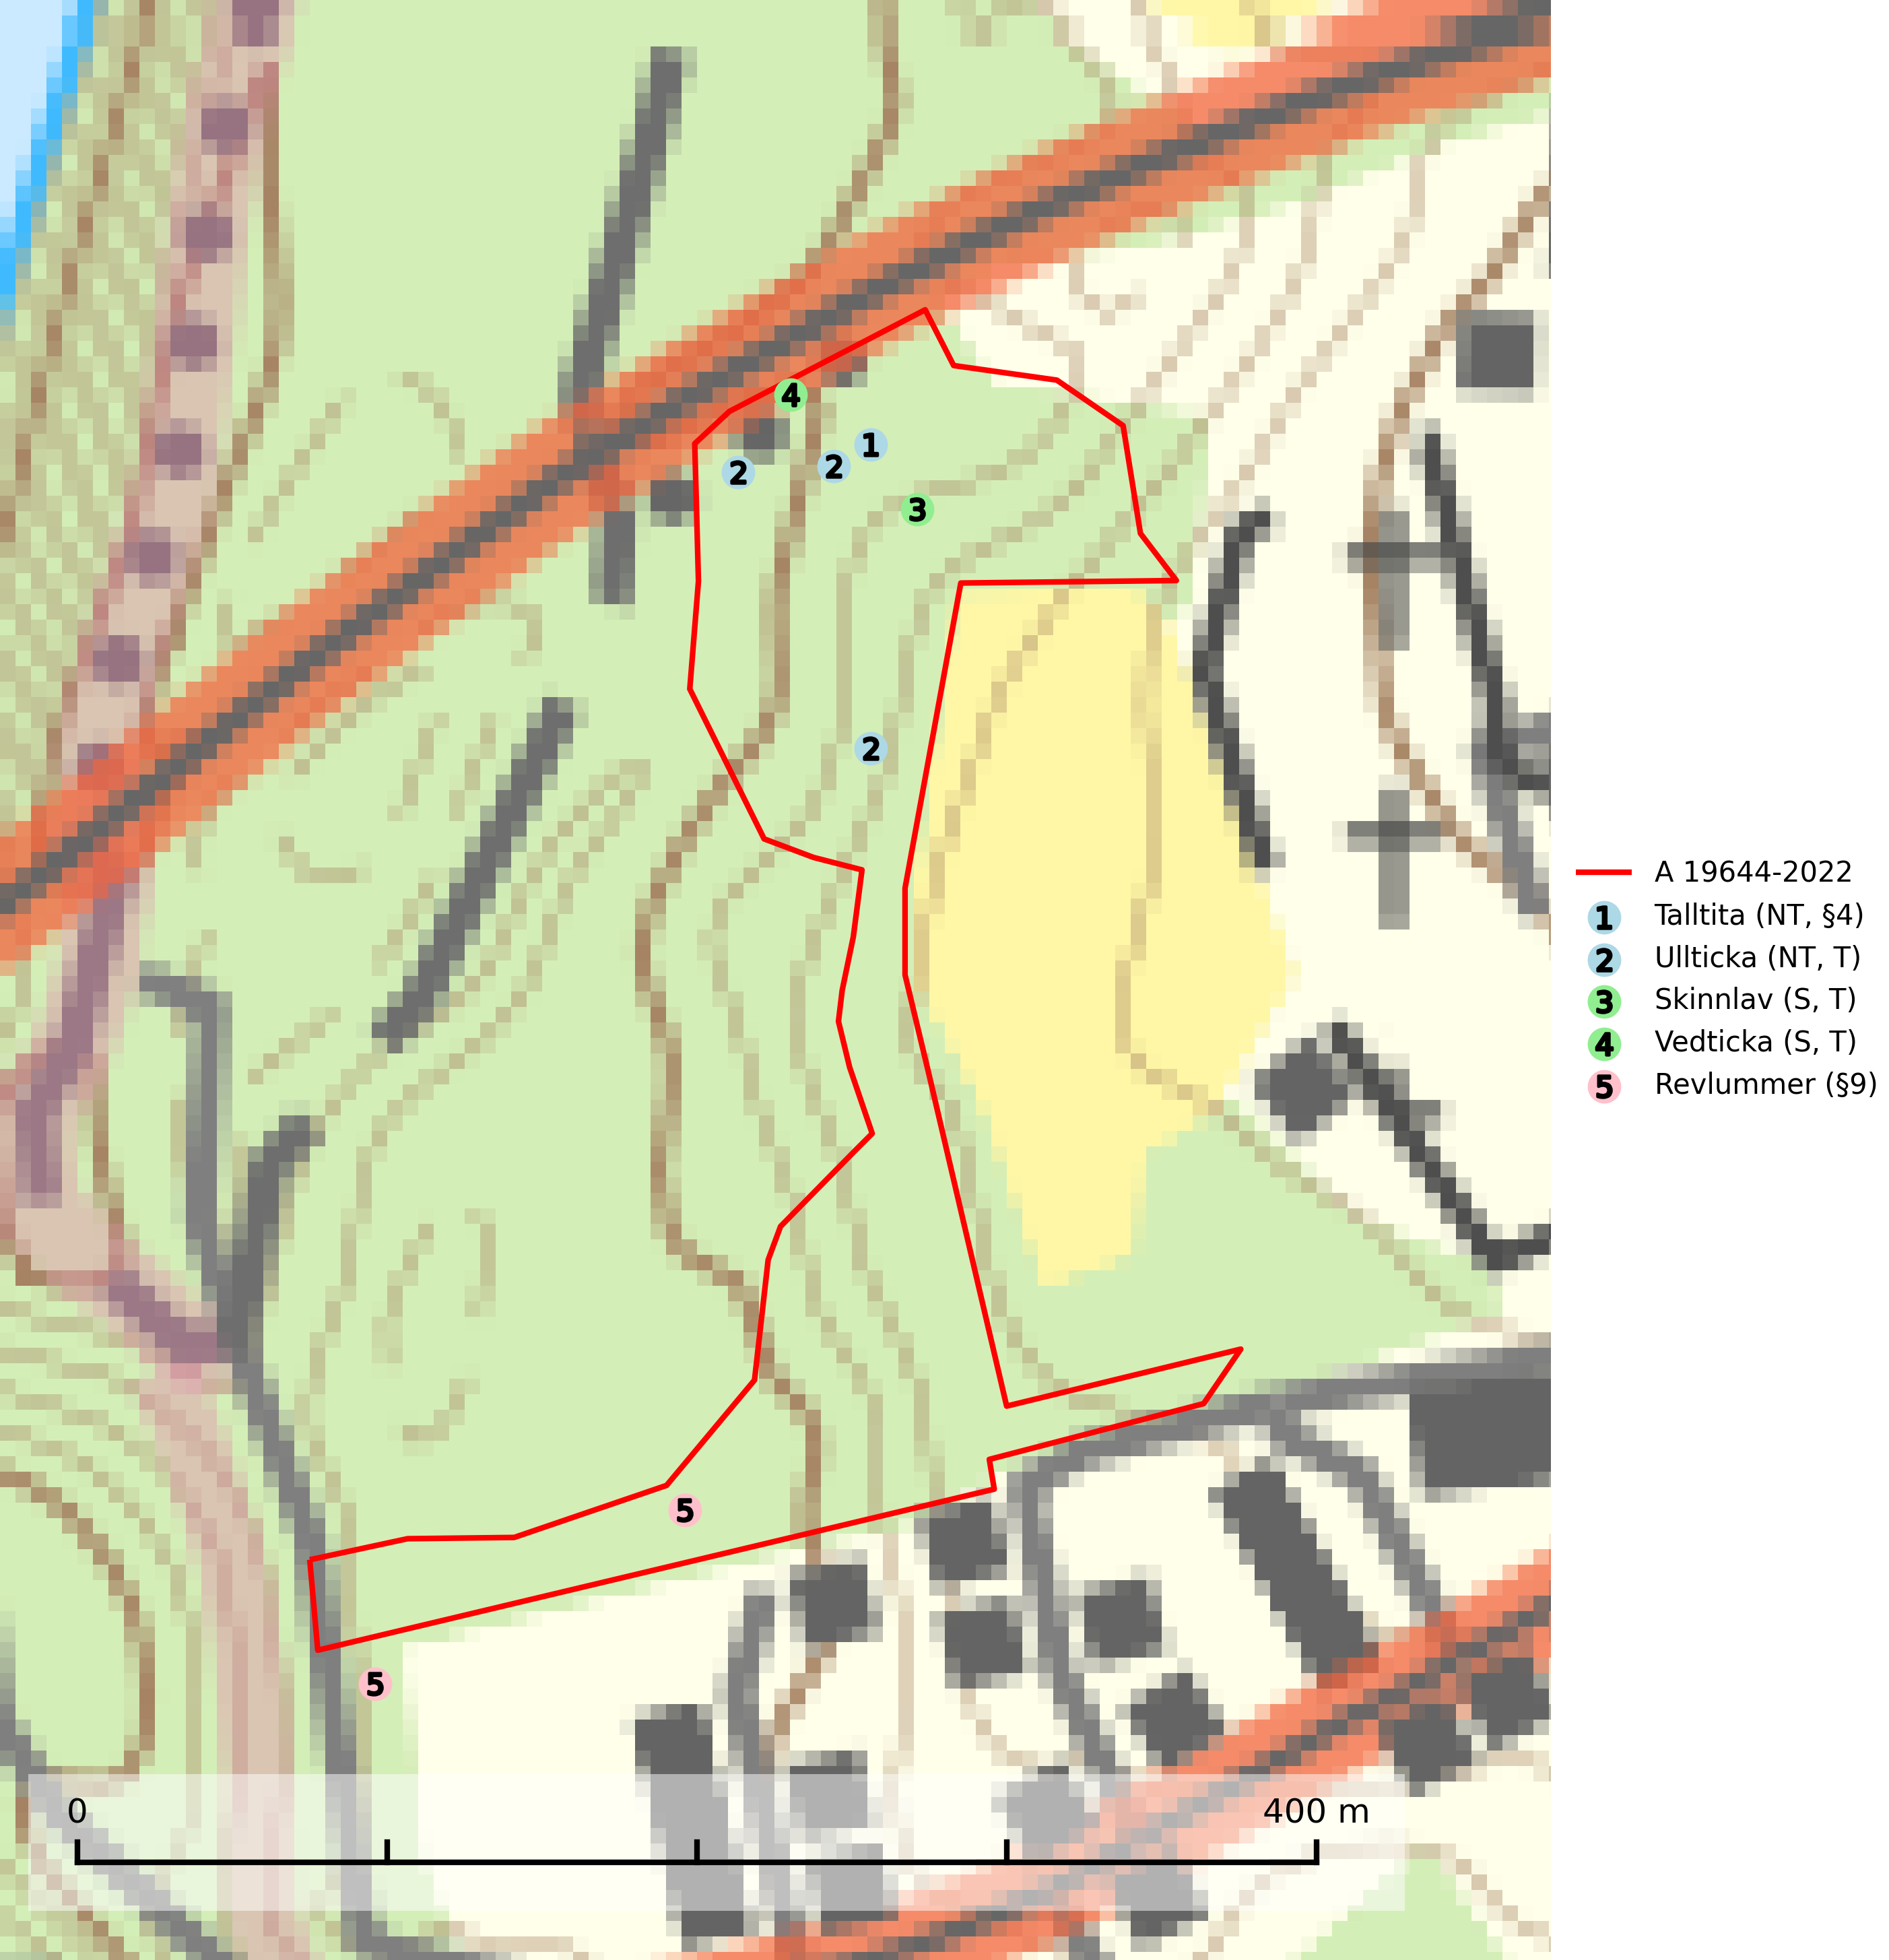 4
1
2
2
3
2
5
5
0 400 m
A 19644-2022
1 Talltita (NT, §4)
2 Ullticka (NT, T)
3 Skinnlav (S, T)
4 Vedticka (S, T)
5 Revlummer (§9)